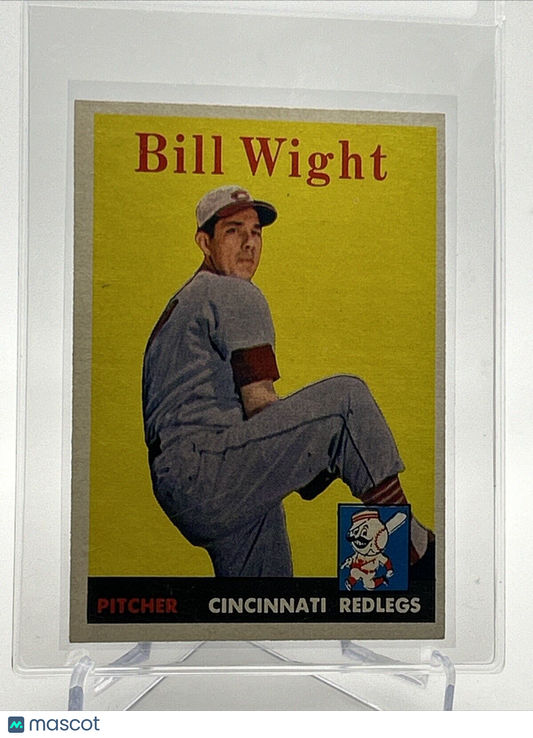 Bill Wight
PITCHER CINCINNATI REDLEGS
mascot